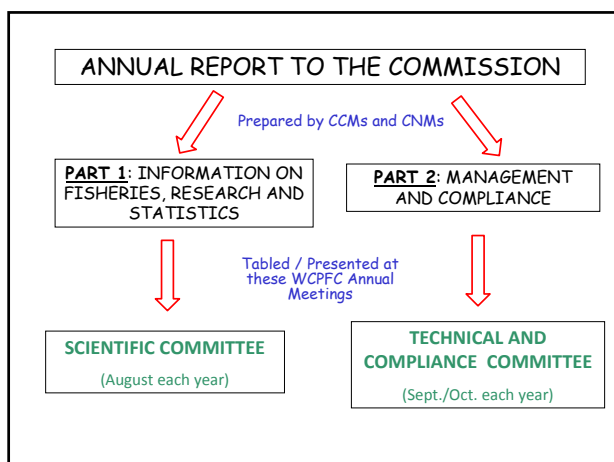 ANNUAL REPORT TO THE COMMISSION
Prepared by CCMs and CNMs
PART 1: INFORMATION ON
FISHERIES, RESEARCH AND
STATISTICS
PART 2: MANAGEMENT
AND COMPLIANCE
Tabled / Presented at
these WCPFC Annual
Meetings
SCIENTIFIC COMMITTEE
(August each year)
TECHNICAL AND
COMPLIANCE COMMITTEE
(Sept./Oct. each year)